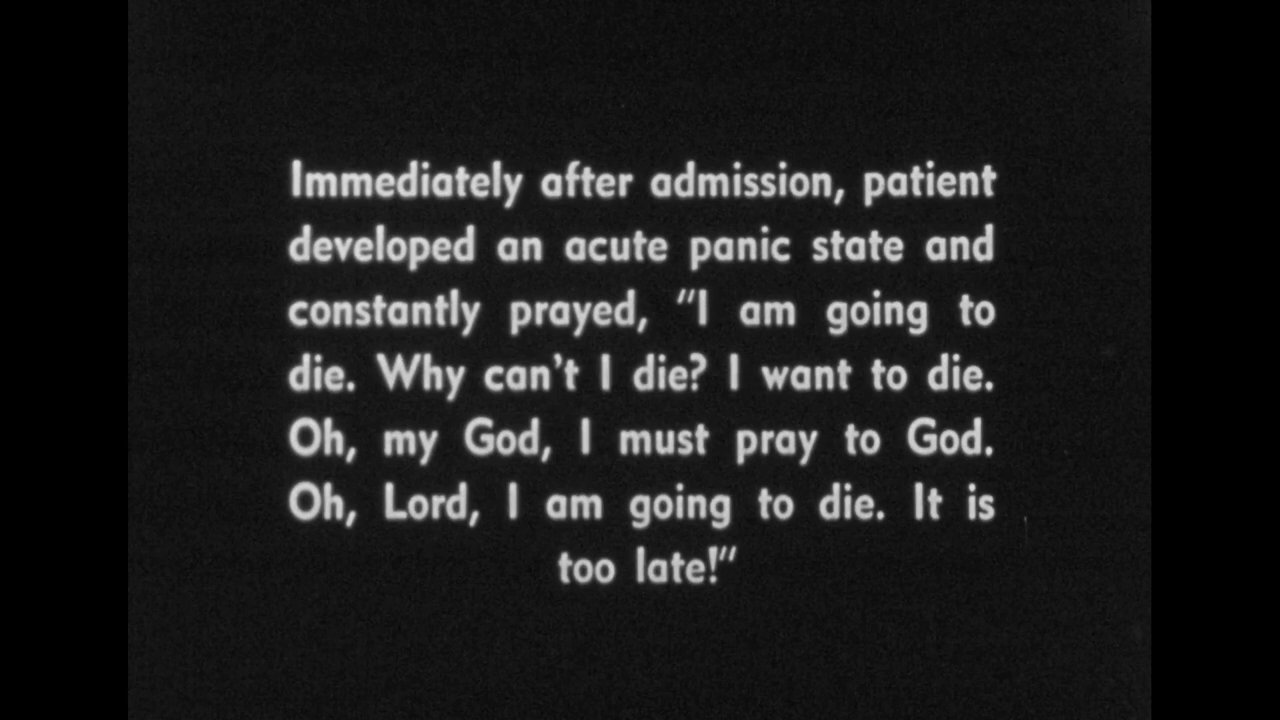 Immediately after admission, patient
developed an acute panic state and
constantly prayed, "I am going to
die. Why can't I die? I want to die.
Oh, my God, I must pray to God.
Oh, Lord, I am going to die. It is
too late!"